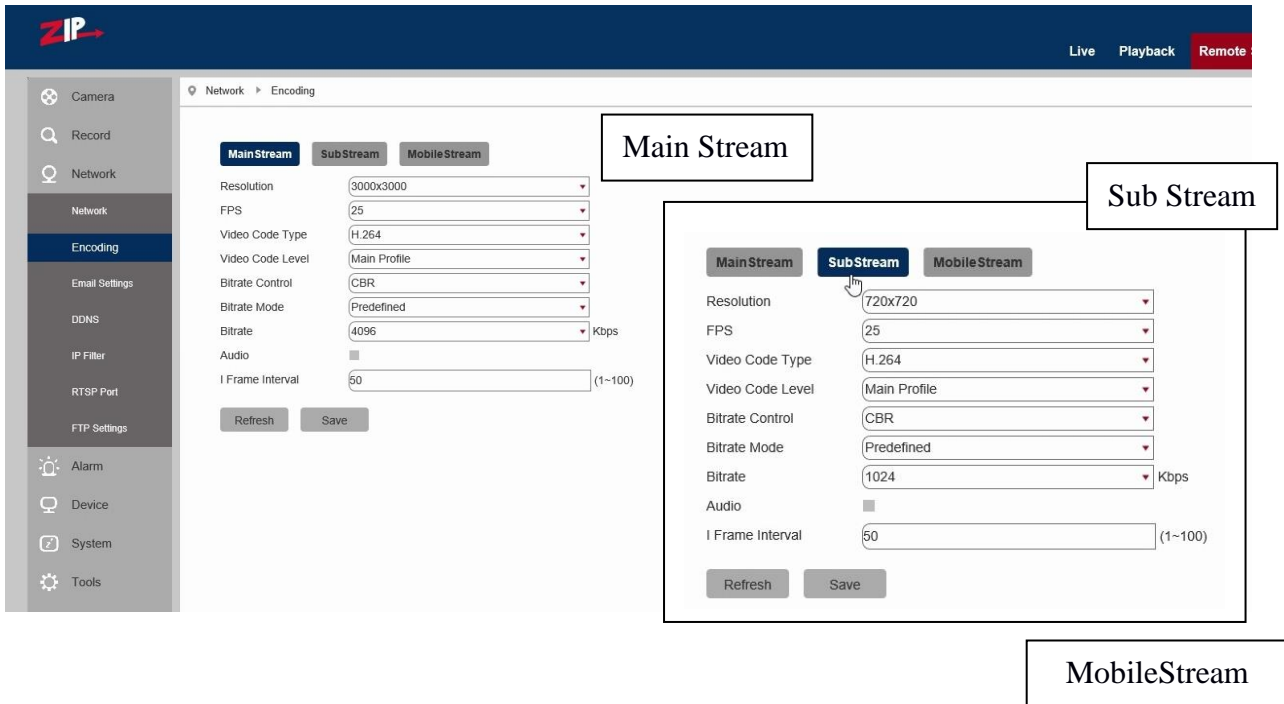 ZIP
Live Playback Remote
Camera
Record
Network
Network
Encoding
Email Settings
DDNS
IP Filter
RTSP Port
FTP Settings
Alarm
Device
System
Tools
Network Encoding
Main Stream
MainStream SubStream MobileStream
Resolution 3000x3000
FPS 25
Video Code Type H.264
Video Code Level Main Profile
Bitrate Control CBR
Bitrate Mode Predefined
Bitrate 4096 Kbps
Audio
I Frame Interval 50 (1~100)
Refresh Save
Sub Stream
MainStream SubStream MobileStream
Resolution 720x720
FPS 25
Video Code Type H.264
Video Code Level Main Profile
Bitrate Control CBR
Bitrate Mode Predefined
Bitrate 1024 Kbps
Audio
I Frame Interval 50 (1~100)
Refresh Save
MobileStream